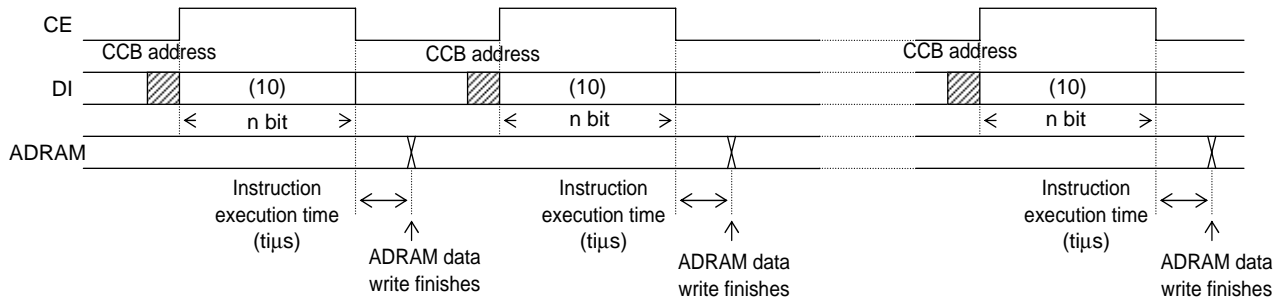 CE
CCB address
CCB address
CCB address
DI
(10)
(10)
(10)
n bit
n bit
n bit
ADRAM
Instruction
execution time
(tiμs)
Instruction
execution time
(tiμs)
Instruction
execution time
(tiμs)
ADRAM data
write finishes
ADRAM data
write finishes
ADRAM data
write finishes